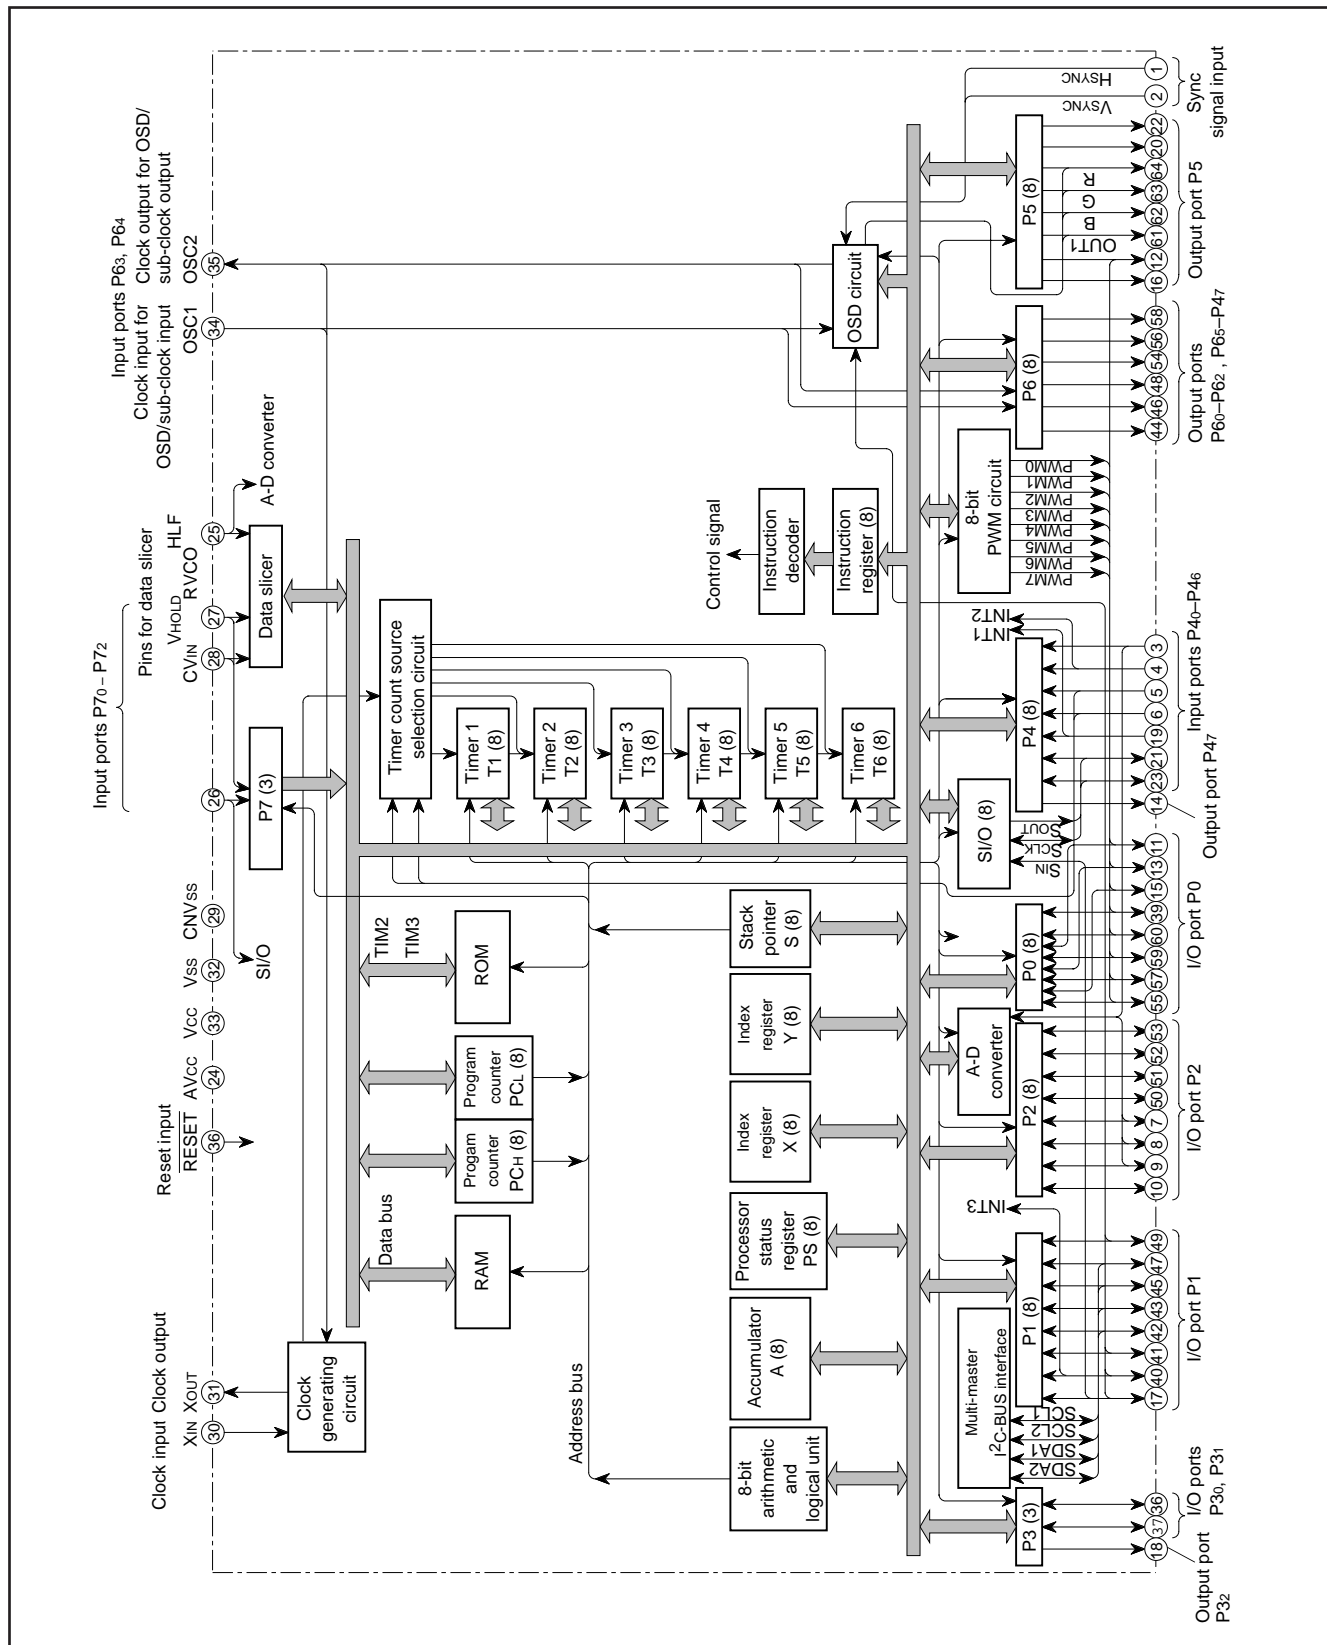 Clock input Clock output
XIN XOUT
30 31
Reset input
RESET
36
AVCC
24
VCC
33
VSS
32
CNVSS
29
Input ports P70 – P72
26
Pins for data slicer
CVIN VHOLD RVCO HLF
28 27 25
Input ports P63, P64
Clock input for
OSD/sub-clock input
OSC1
34
Clock output for OSD/
sub-clock output
OSC2
35
Clock
generating
circuit
Data bus
SI/O
P7 (3)
Data slicer
A-D converter
RAM
Progam
counter
PCH (8)
Program
counter
PCL (8)
ROM
TIM2
TIM3
Timer count source
selection circuit
Timer 1
T1 (8)
Timer 2
T2 (8)
Timer 3
T3 (8)
Timer 4
T4 (8)
Timer 5
T5 (8)
Timer 6
T6 (8)
Address bus
8-bit
arithmetic
and
logical unit
Accumulator
A (8)
Processor
status
register
PS (8)
Index
register
X (8)
Index
register
Y (8)
Stack
pointer
S (8)
Control signal
Instruction
decoder
Instruction
register (8)
OSD circuit
P3 (3)
Multi-master
I2C-BUS interface
SDA2
SDA1
SCL2
SCL1
P1 (8)
INT3
P2 (8)
A-D
converter
P0 (8)
SI/O (8)
SIN
SCLK
SOUT
P4 (8)
INT1
INT2
8-bit
PWM circuit
PWM7
PWM6
PWM5
PWM4
PWM3
PWM2
PWM1
PWM0
P6 (8)
P5 (8)
OUT1
B
G
R
VSYNC
HSYNC
18 37 36
Output port
P32
I/O ports
P30, P31
17 40 41 42 43 45 47 49
I/O port P1
10 9 8 7 50 51 52 53
I/O port P2
55 57 59 60 39 15 13 11
I/O port P0
14
Output port P47
23 21 19 6 5 4 3
Input ports P40–P46
44 46 48 54 56 58
Output ports
P60–P62 , P65–P47
16 12 61 62 63 64 20 22
Output port P5
2 1
Sync
signal input